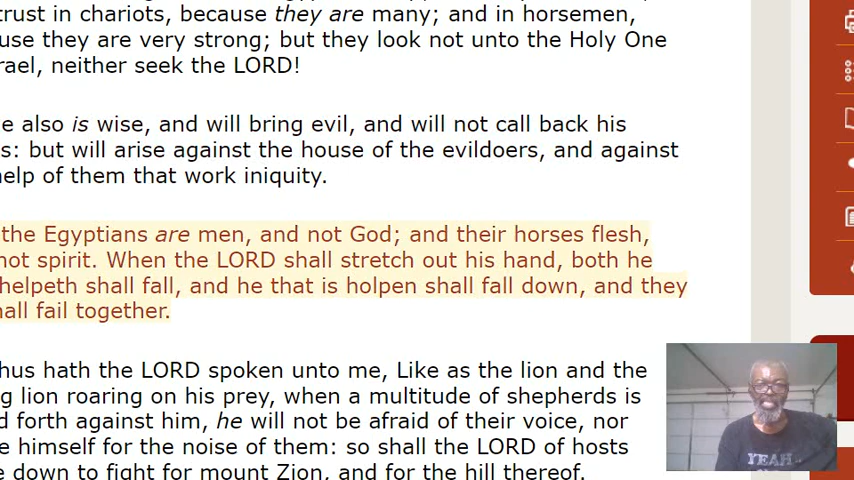 trust in chariots, because they are many; and in horsemen,
use they are very strong; but they look not unto the Holy One
rael, neither seek the LORD!
e also is wise, and will bring evil, and will not call back his
s: but will arise against the house of the evildoers, and against
help of them that work iniquity.
the Egyptians are men, and not God; and their horses flesh,
not spirit. When the LORD shall stretch out his hand, both he
helpeth shall fall, and he that is holpen shall fall down, and they
hall fail together.
hus hath the LORD spoken unto me, Like as the lion and the
g lion roaring on his prey, when a multitude of shepherds is
d forth against him, he will not be afraid of their voice, nor
e himself for the noise of them: so shall the LORD of hosts
e down to fight for mount Zion, and for the hill thereof.
YEAH